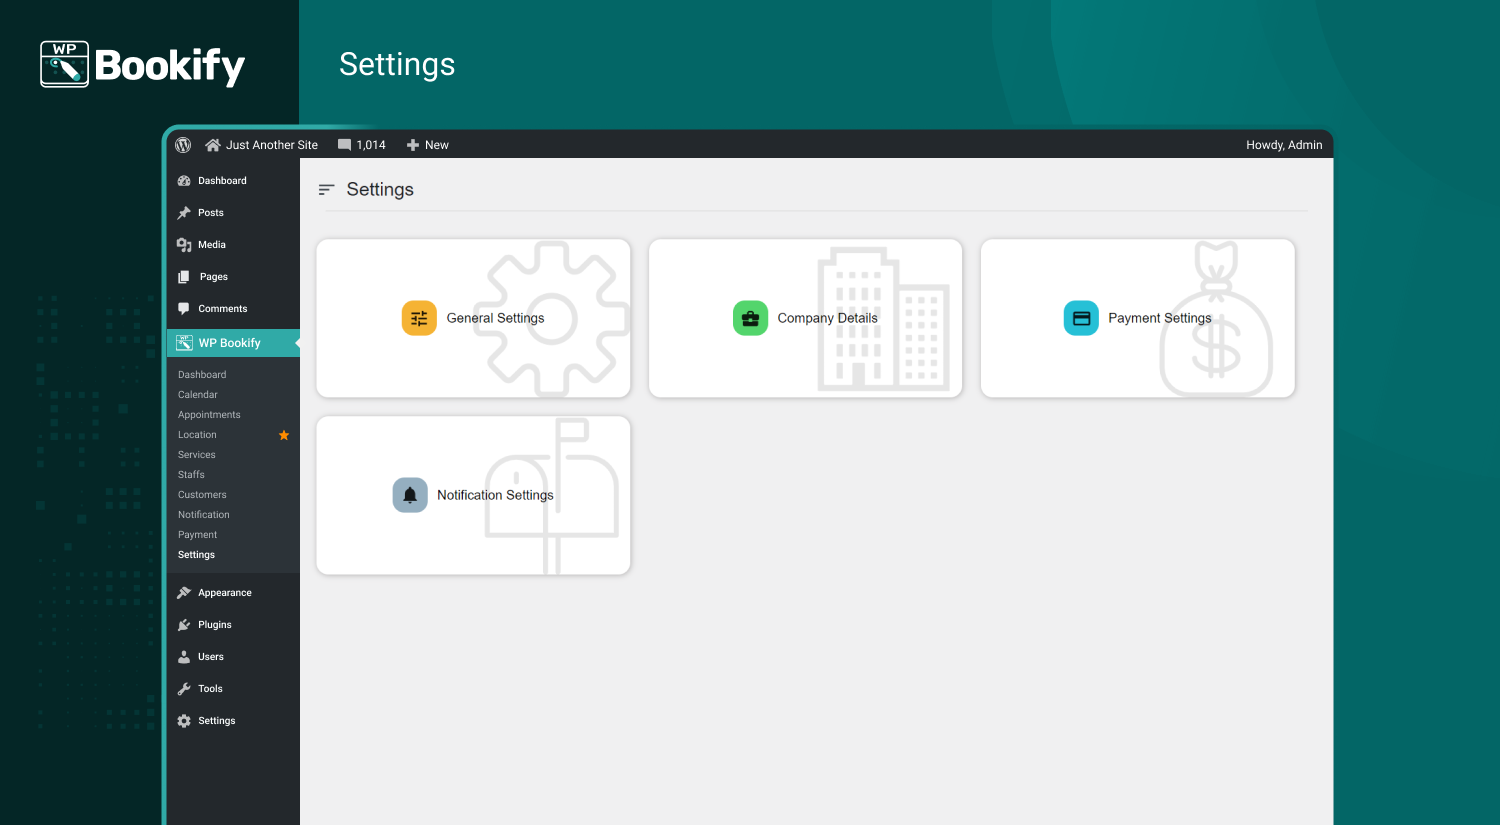 WP
Bookify
Settings
Just Another Site 1,014 New Howdy, Admin
Dashboard
Posts
Media
Pages
Comments
WP Bookify
Dashboard
Calendar
Appointments
Location
Services
Staffs
Customers
Notification
Payment
Settings
Appearance
Plugins
Users
Tools
Settings
Settings
General Settings
Company Details
Payment Settings
Notification Settings